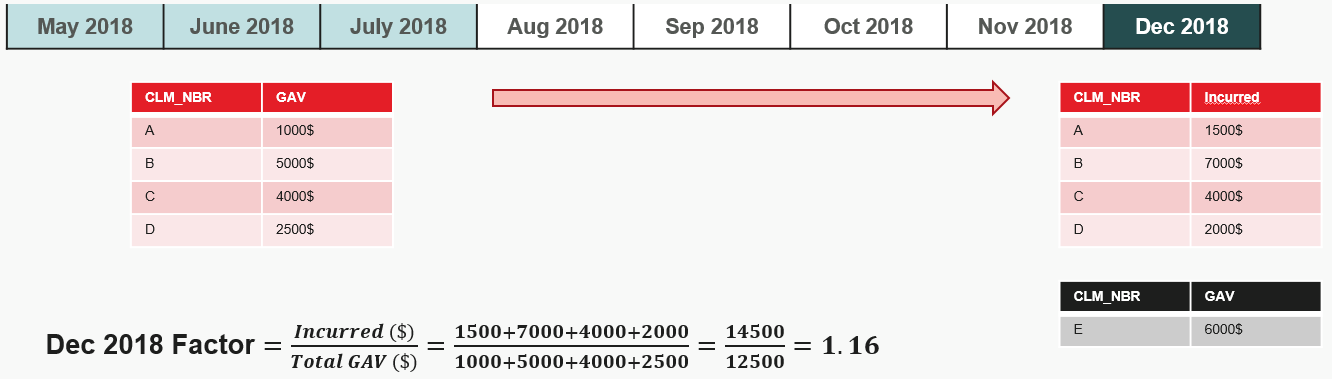 May 2018 June 2018 July 2018 Aug 2018 Sep 2018 Oct 2018 Nov 2018 Dec 2018
CLM_NBR GAV
A 1000$
B 5000$
C 4000$
D 2500$
CLM_NBR Incurred
A 1500$
B 7000$
C 4000$
D 2000$
CLM_NBR GAV
E 6000$
Dec 2018 Factor = Incurred ($) / Total GAV ($) = 1500+7000+4000+2000 / 1000+5000+4000+2500 = 14500 / 12500 = 1.16